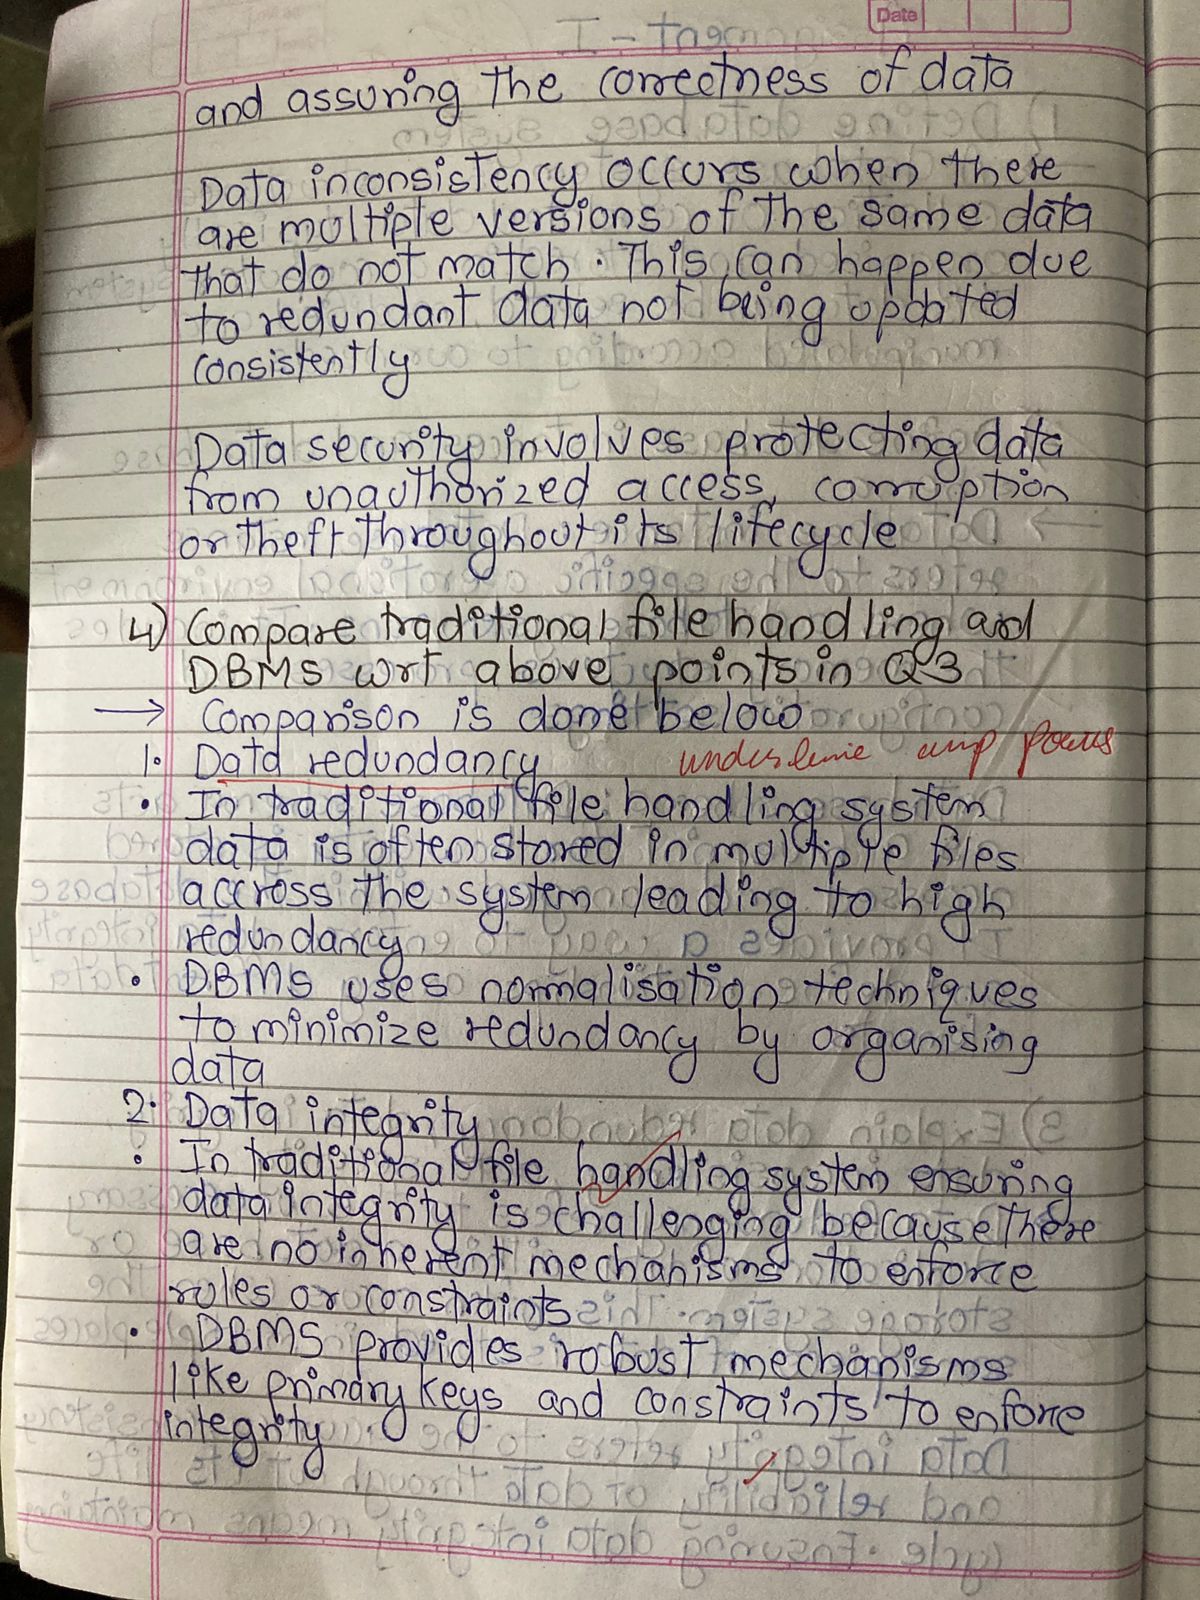 Date
and assuring the correctness of data
Data inconsistency occurs when there
are multiple versions of the same data
that do not match. This can happen due
to redundant data not being updated
consistently
Data security involves protecting data
from unauthorized access, corruption
or theft throughout its lifecycle
4) Compare traditional file handling and
DBMS wrt above points in Q3
→ Comparison is done below
1. Data redundancy underline
• In traditional file handling system
data is often stored in multiple files
accross the system leading to high
redundancy
• DBMS uses normalisation techniques
to minimize redundancy by organising
data
2. Data integrity
• In traditional file handling system ensuring
data integrity is challenging because there
are no inherent mechanisms to enforce
rules or constraints
• DBMS provides robust mechanisms
like primary keys and constraints to enforce
integrity